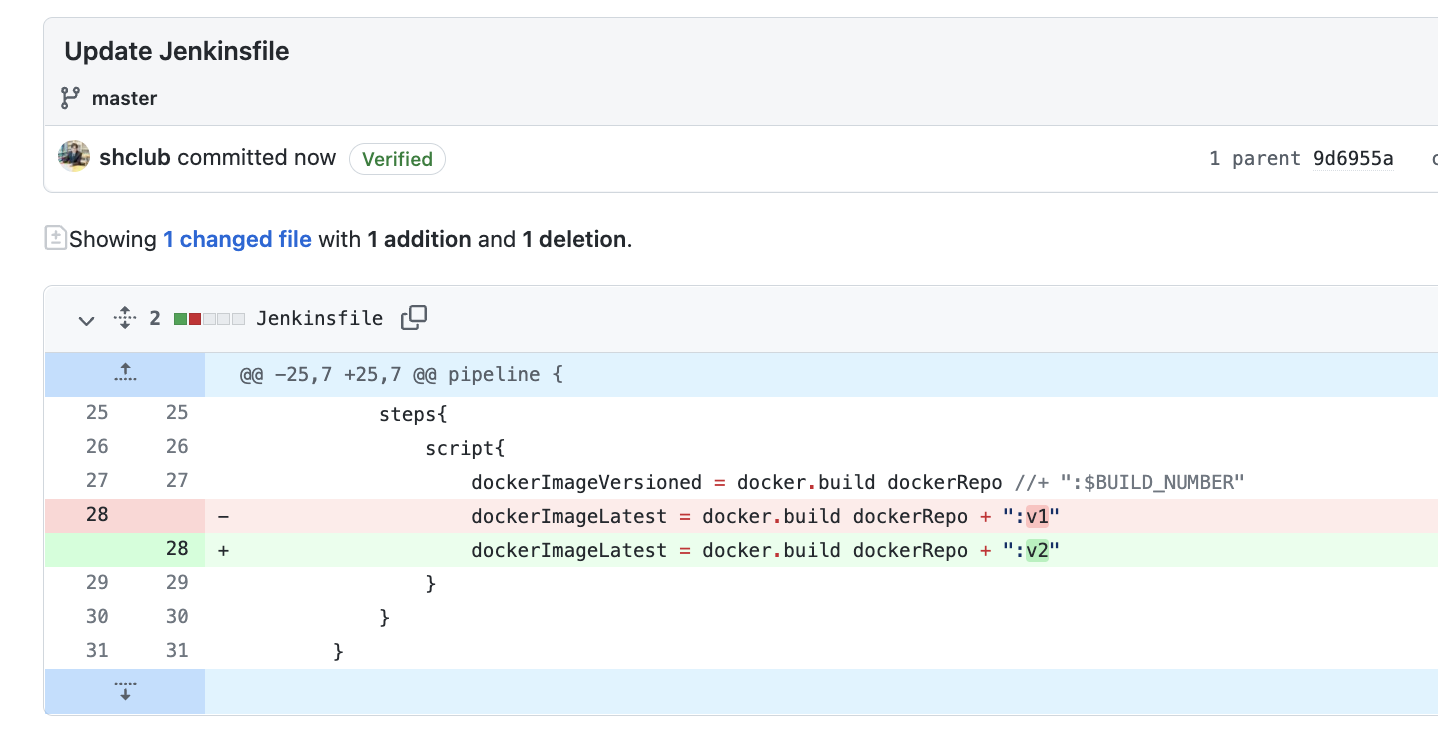 Update Jenkinsfile
master
shclub committed now Verified 1 parent 9d6955a
Showing 1 changed file with 1 addition and 1 deletion.
2 Jenkinsfile
@@ -25,7 +25,7 @@ pipeline {
25 25 steps{
26 26 script{
27 27 dockerImageVersioned = docker.build dockerRepo //+ ":$BUILD_NUMBER"
28 - dockerImageLatest = docker.build dockerRepo + ":v1"
28 + dockerImageLatest = docker.build dockerRepo + ":v2"
29 29 }
30 30 }
31 31 }